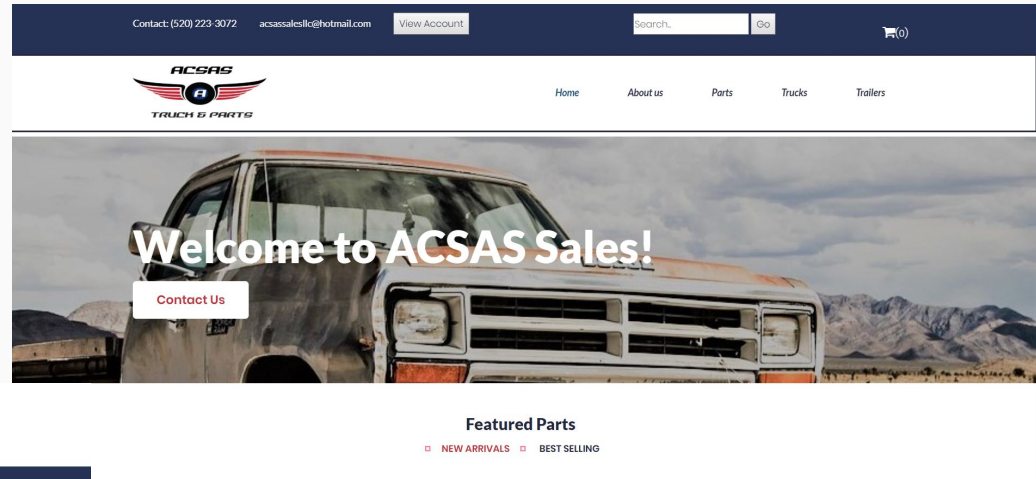 Contact: (520) 223-3072 acsassalesllc@hotmail.com View Account Search.. Go (0)
ACSAS
A
TRUCK & PARTS
Home About us Parts Trucks Trailers
Welcome to ACSAS Sales!
Contact Us
Featured Parts
NEW ARRIVALS BEST SELLING